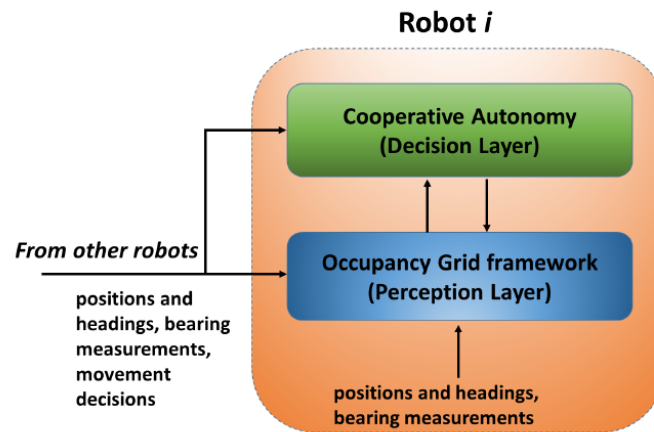 Robot i
Cooperative Autonomy
(Decision Layer)
From other robots
Occupancy Grid framework
(Perception Layer)
positions and
headings, bearing
measurements,
movement
decisions
positions and headings,
bearing measurements